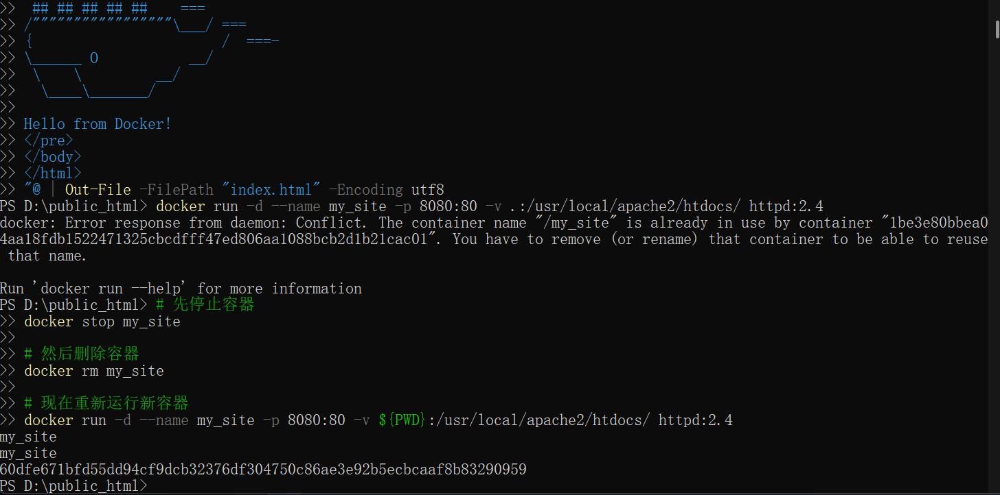 >>  ## ## ## ## ##    ===
>> /"""""""""""""""""\___/ ===
>> {                       /  ===-
>> \______ O           __/
>>  \    \         __/
>>   \____\_______/
>>
>> Hello from Docker!
>> </pre>
>> </body>
>> </html>
>> "@ | Out-File -FilePath "index.html" -Encoding utf8
PS D:\public_html> docker run -d --name my_site -p 8080:80 -v .:/usr/local/apache2/htdocs/ httpd:2.4
docker: Error response from daemon: Conflict. The container name "/my_site" is already in use by container "1be3e80bbea0
4aa18fdb1522471325cbcdfff47ed806aa1088bcb2d1b21cac01". You have to remove (or rename) that container to be able to reuse
 that name.

Run 'docker run --help' for more information
PS D:\public_html> # 先停止容器
>> docker stop my_site
>>
>> # 然后删除容器
>> docker rm my_site
>>
>> # 现在重新运行新容器
>> docker run -d --name my_site -p 8080:80 -v ${PWD}:/usr/local/apache2/htdocs/ httpd:2.4
my_site
my_site
60dfe671bfd55dd94cf9dcb32376df304750c86ae3e92b5ecbcaaf8b83290959
PS D:\public_html>